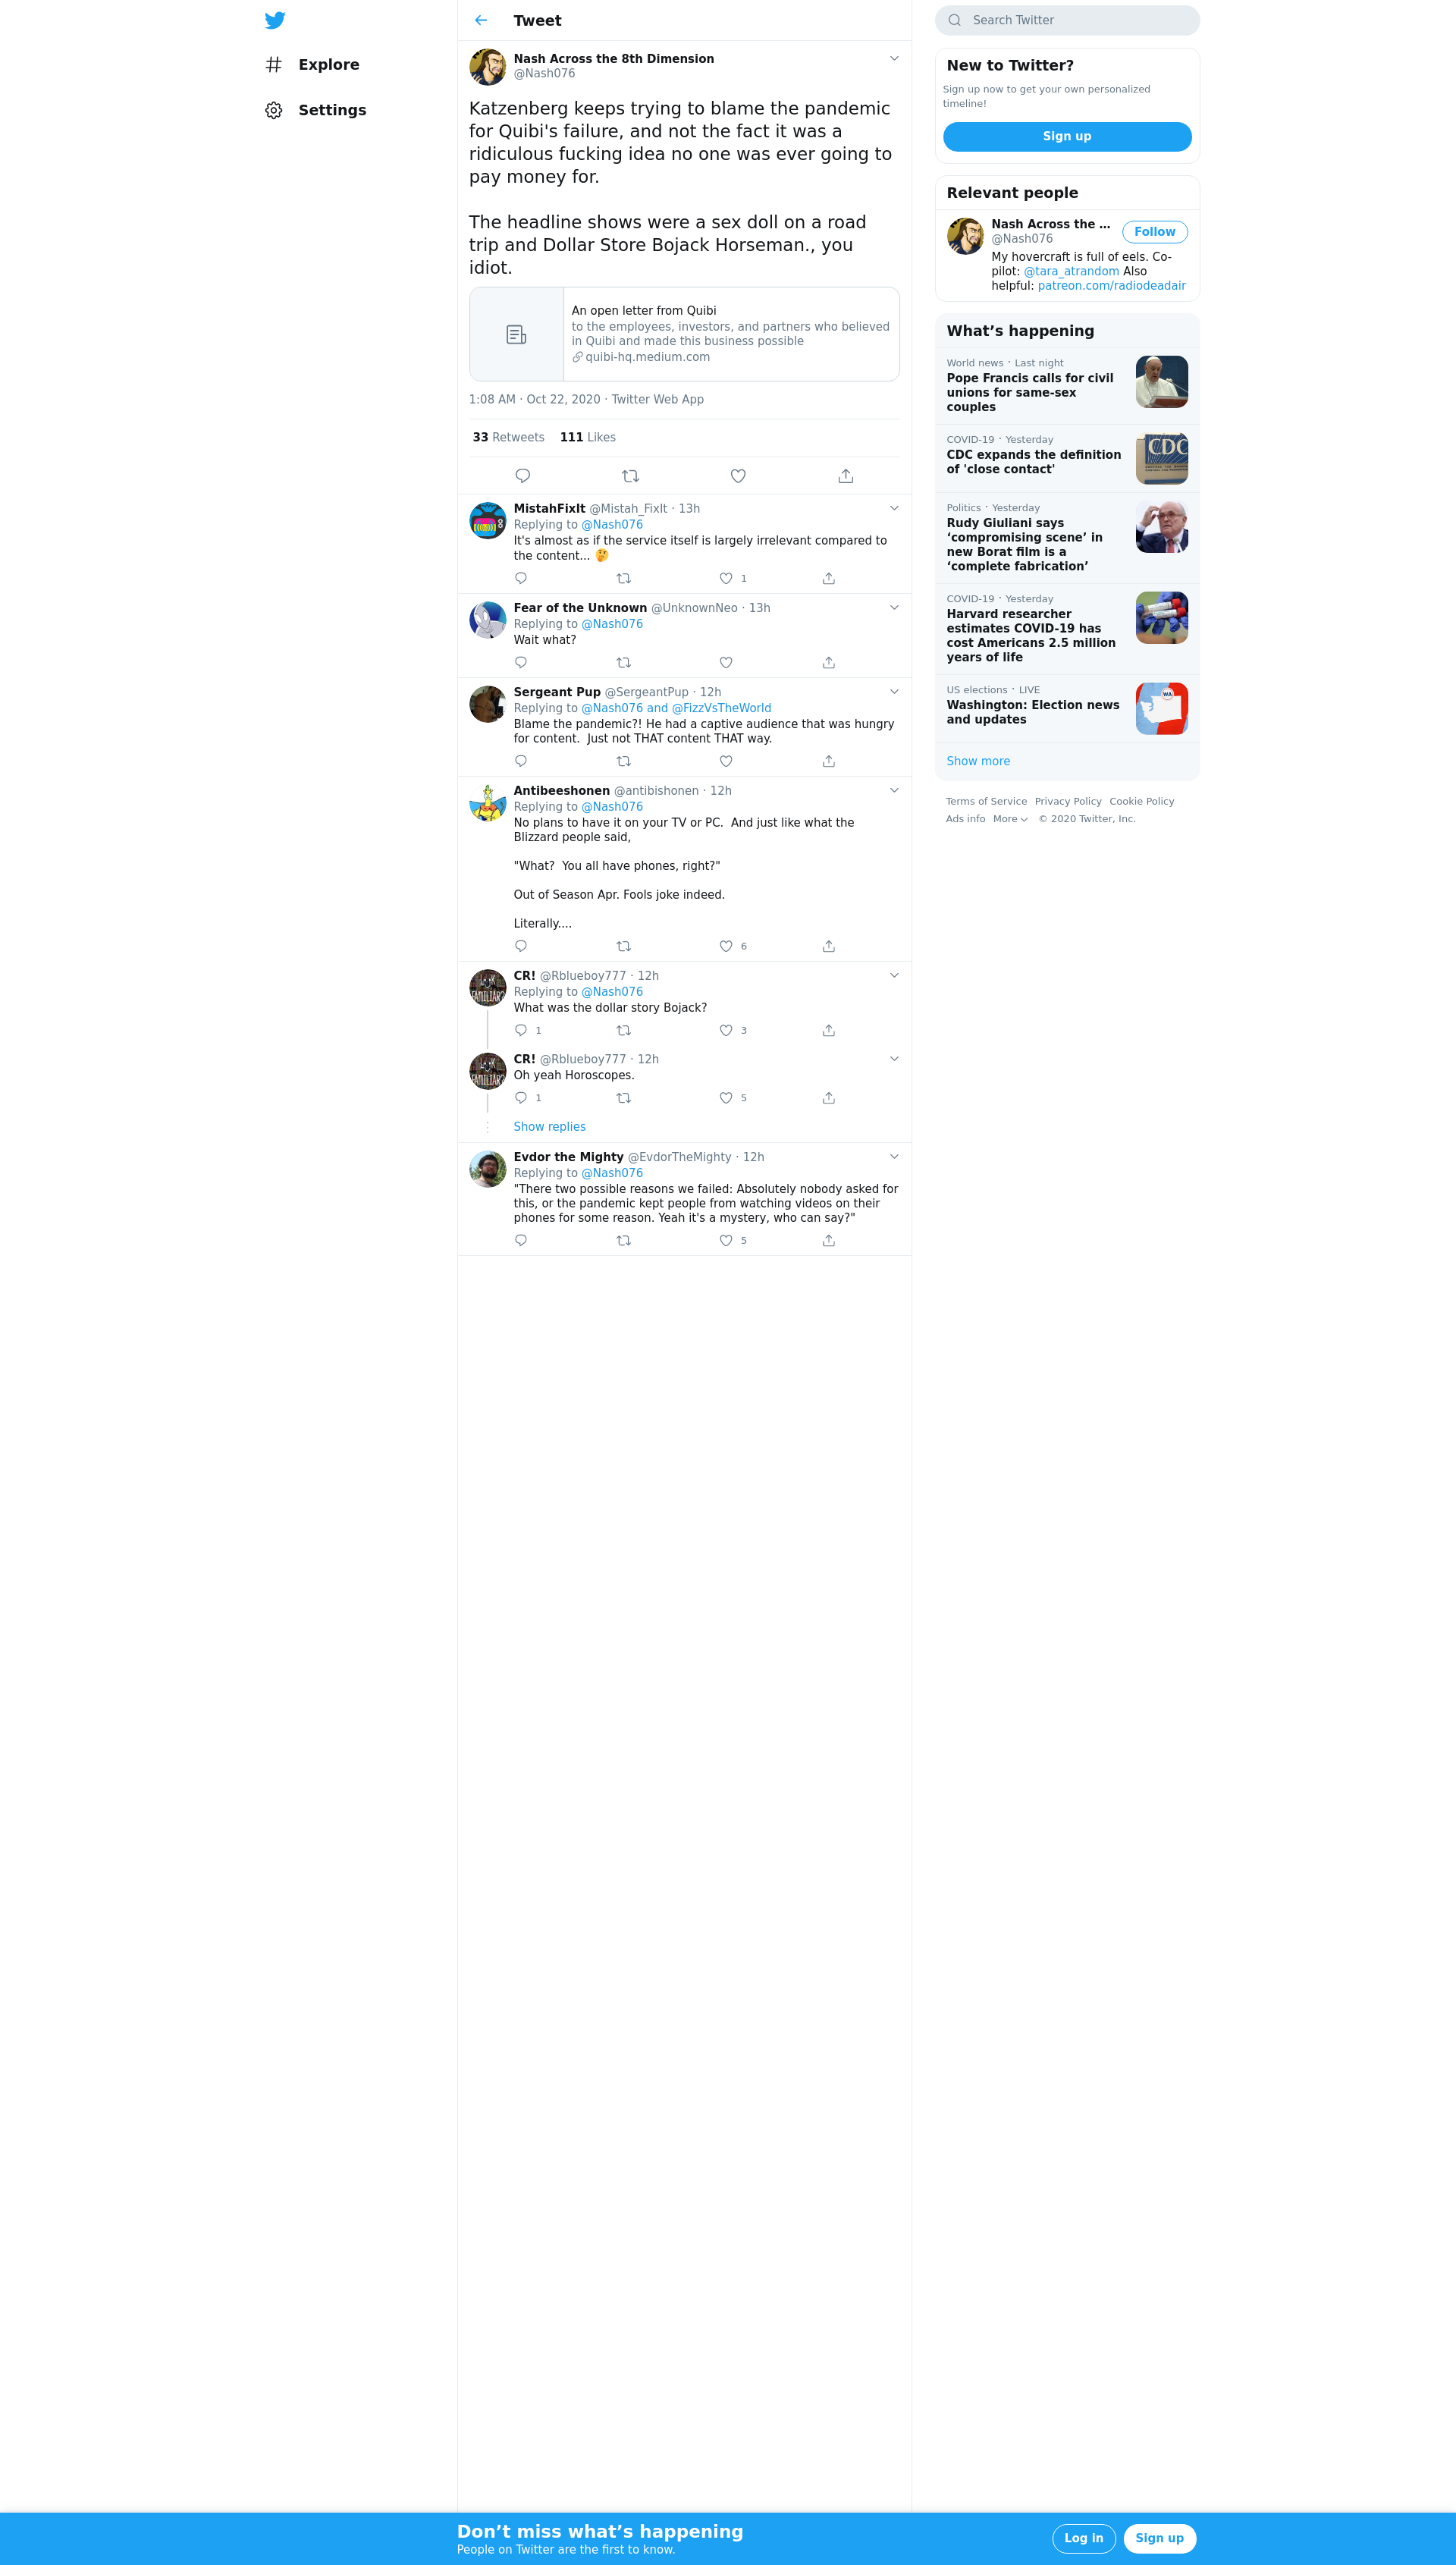 Explore
Settings
Tweet
Nash Across the 8th Dimension
@Nash076
Katzenberg keeps trying to blame the pandemic
for Quibi's failure, and not the fact it was a
ridiculous fucking idea no one was ever going to
pay money for.
The headline shows were a sex doll on a road
trip and Dollar Store Bojack Horseman., you
idiot.
An open letter from Quibi
to the employees, investors, and partners who believed
in Quibi and made this business possible
quibi-hq.medium.com
1:08 AM · Oct 22, 2020 · Twitter Web App
33 Retweets 111 Likes
MistahFixIt @Mistah_FixIt · 13h
Replying to @Nash076
It's almost as if the service itself is largely irrelevant compared to
the content... 🤔
1
Fear of the Unknown @UnknownNeo · 13h
Replying to @Nash076
Wait what?
Sergeant Pup @SergeantPup · 12h
Replying to @Nash076 and @FizzVsTheWorld
Blame the pandemic?! He had a captive audience that was hungry
for content.  Just not THAT content THAT way.
Antibeeshonen @antibishonen · 12h
Replying to @Nash076
No plans to have it on your TV or PC.  And just like what the
Blizzard people said,
"What?  You all have phones, right?"
Out of Season Apr. Fools joke indeed.
Literally....
6
CR! @Rblueboy777 · 12h
Replying to @Nash076
What was the dollar story Bojack?
1 3
CR! @Rblueboy777 · 12h
Oh yeah Horoscopes.
1 5
Show replies
Evdor the Mighty @EvdorTheMighty · 12h
Replying to @Nash076
"There two possible reasons we failed: Absolutely nobody asked for
this, or the pandemic kept people from watching videos on their
phones for some reason. Yeah it's a mystery, who can say?"
5
Search Twitter
New to Twitter?
Sign up now to get your own personalized
timeline!
Sign up
Relevant people
Nash Across the ...
@Nash076
Follow
My hovercraft is full of eels. Co-
pilot: @tara_atrandom Also
helpful: patreon.com/radiodeadair
What's happening
World news · Last night
Pope Francis calls for civil
unions for same-sex
couples
COVID-19 · Yesterday
CDC expands the definition
of 'close contact'
CDC
Politics · Yesterday
Rudy Giuliani says
‘compromising scene’ in
new Borat film is a
‘complete fabrication’
COVID-19 · Yesterday
Harvard researcher
estimates COVID-19 has
cost Americans 2.5 million
years of life
US elections · LIVE
Washington: Election news
and updates
WA
Show more
Terms of Service Privacy Policy Cookie Policy
Ads info More © 2020 Twitter, Inc.
Don’t miss what’s happening
People on Twitter are the first to know.
Log in
Sign up